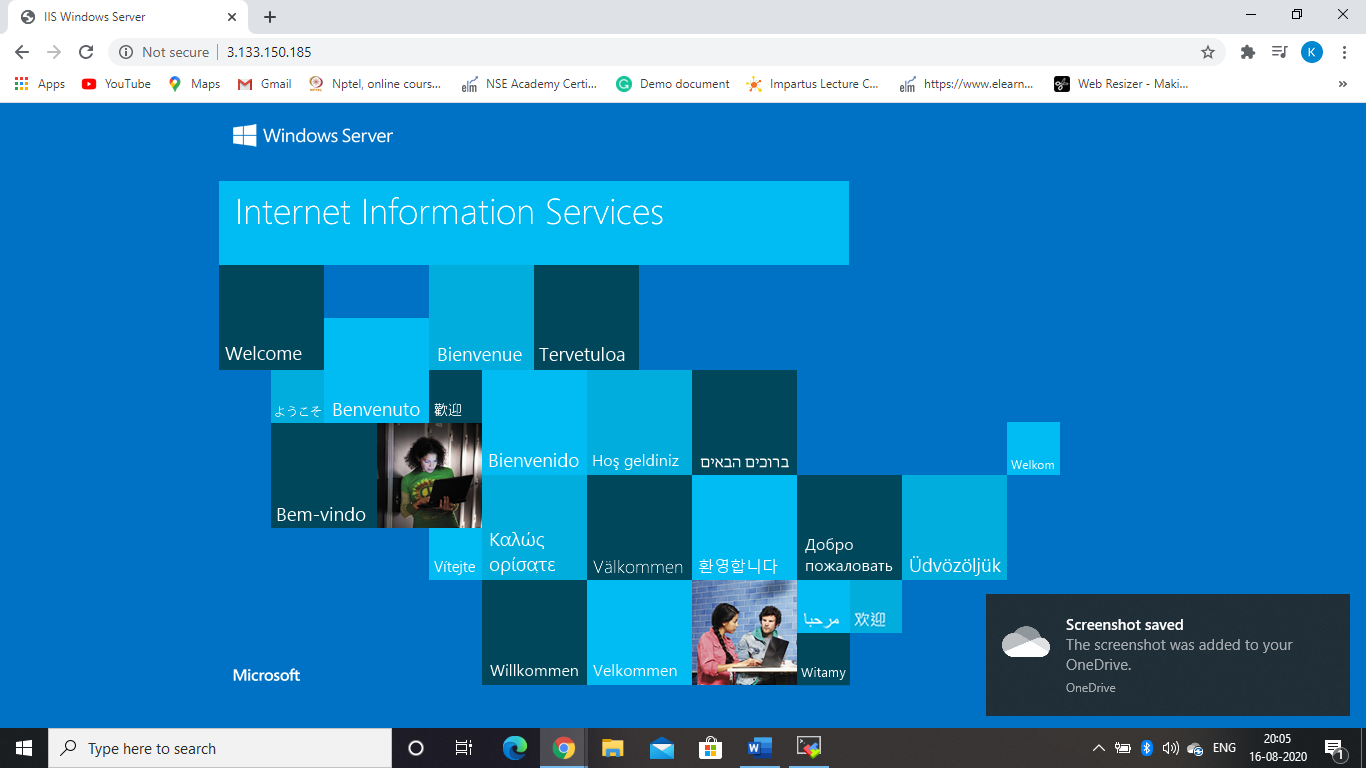 IIS Windows Server
Not secure
3.133.150.185
K
Apps
YouTube
Maps
Gmail
Nptel, online cours...
NSE Academy Certi...
Demo document
Impartus Lecture C...
https://www.elearn...
Web Resizer - Maki...
Windows Server
Internet Information Services
Welcome
Bienvenue
Tervetuloa
ようこそ
Benvenuto
歡迎
Bienvenido
Hoş geldiniz
ברוכים הבאים
Welkom
Bem-vindo
Vítejte
Καλώς
ορίσατε
Välkommen
환영합니다
Добро
пожаловать
Üdvözöljük
Willkommen
Velkommen
مرحبا
欢迎
Witamy
Microsoft
Screenshot saved
The screenshot was added to your
OneDrive.
OneDrive
Type here to search
ENG
20:05
16-08-2020
1